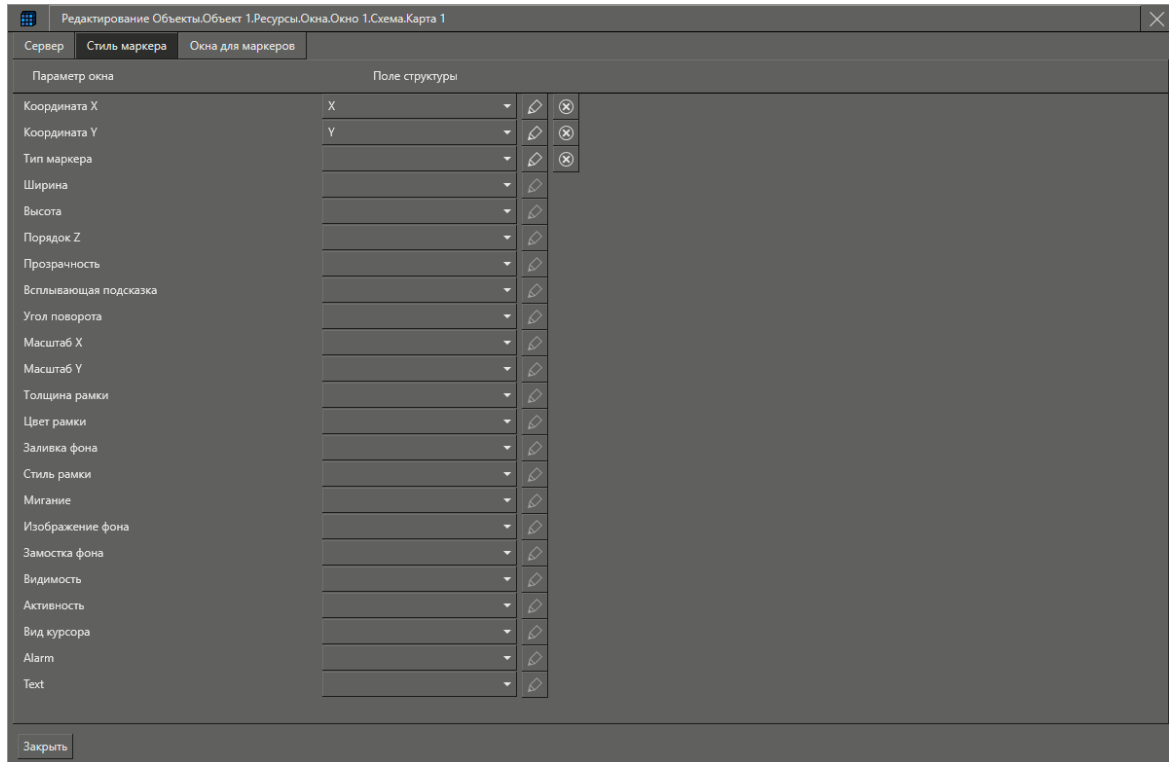 Редактирование Объекты.Объект 1.Ресурсы.Окна.Окно 1.Схема.Карта 1
Сервер Стиль маркера Окна для маркеров
Параметр окна Поле структуры
Координата X X
Координата Y Y
Тип маркера
Ширина
Высота
Порядок Z
Прозрачность
Всплывающая подсказка
Угол поворота
Масштаб X
Масштаб Y
Толщина рамки
Цвет рамки
Заливка фона
Стиль рамки
Мигание
Изображение фона
Замостка фона
Видимость
Активность
Вид курсора
Alarm
Text
Закрыть